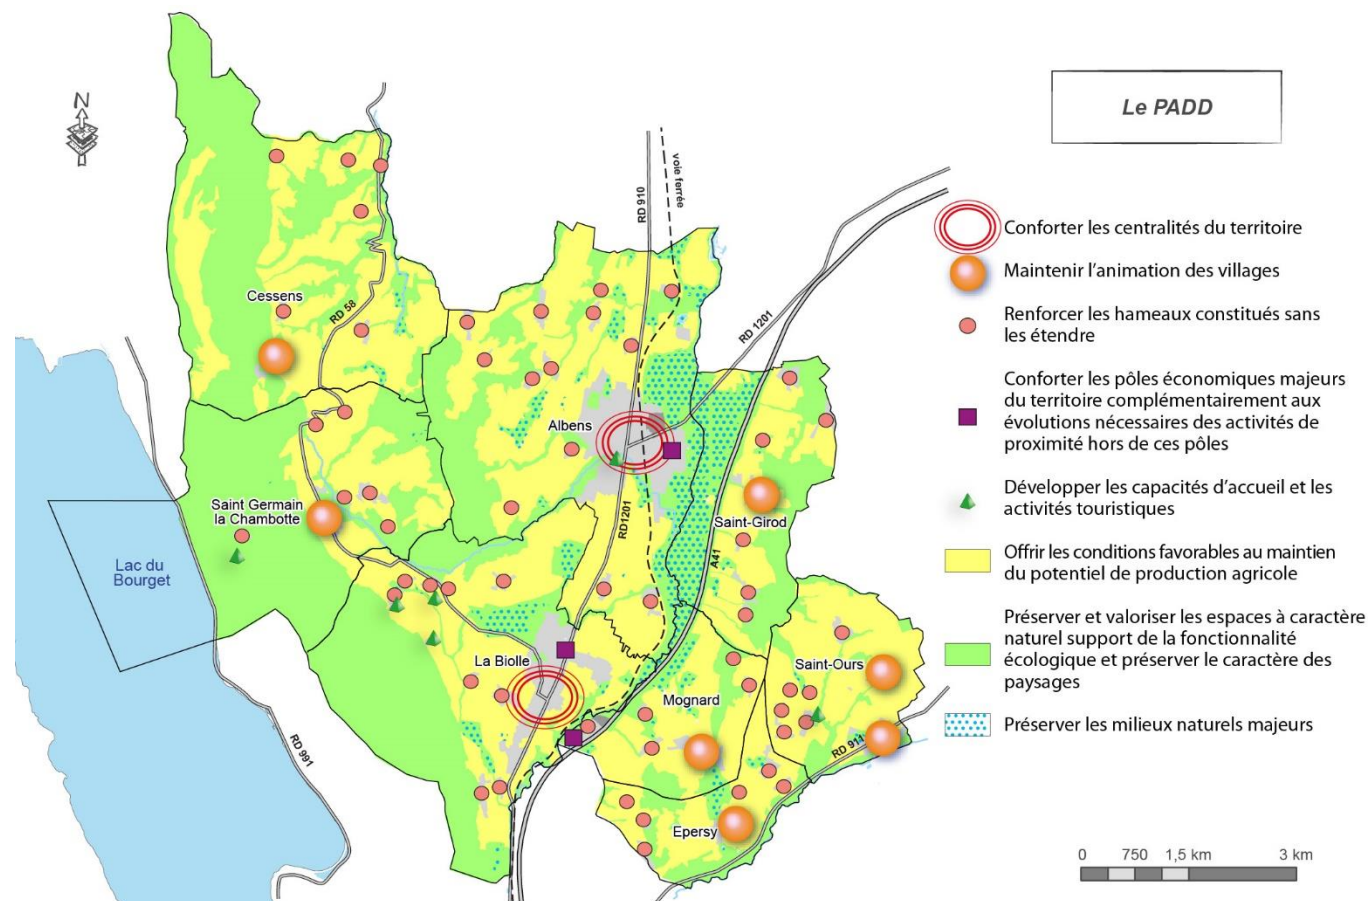 N
Le PADD
voie ferrée
RD 910
Conforter les centralités du territoire
Maintenir l'animation des villages
Cessens
RD 58
Renforcer les hameaux constitués sans
les étendre
RD 1201
Conforter les pôles économiques majeurs
du territoire complémentairement aux
évolutions nécessaires des activités de
proximité hors de ces pôles
Albens
Développer les capacités d'accueil et les
activités touristiques
Saint Germain
la Chambotte
Saint-Girod
RD1201
A41
Offrir les conditions favorables au maintien
du potentiel de production agricole
Lac du
Bourget
Préserver et valoriser les espaces à caractère
naturel support de la fonctionnalité
écologique et préserver le caractère des
paysages
La Biolle
Saint-Ours
Mognard
Préserver les milieux naturels majeurs
RD 991
RD 911
Epersy
0 750 1,5 km 3 km